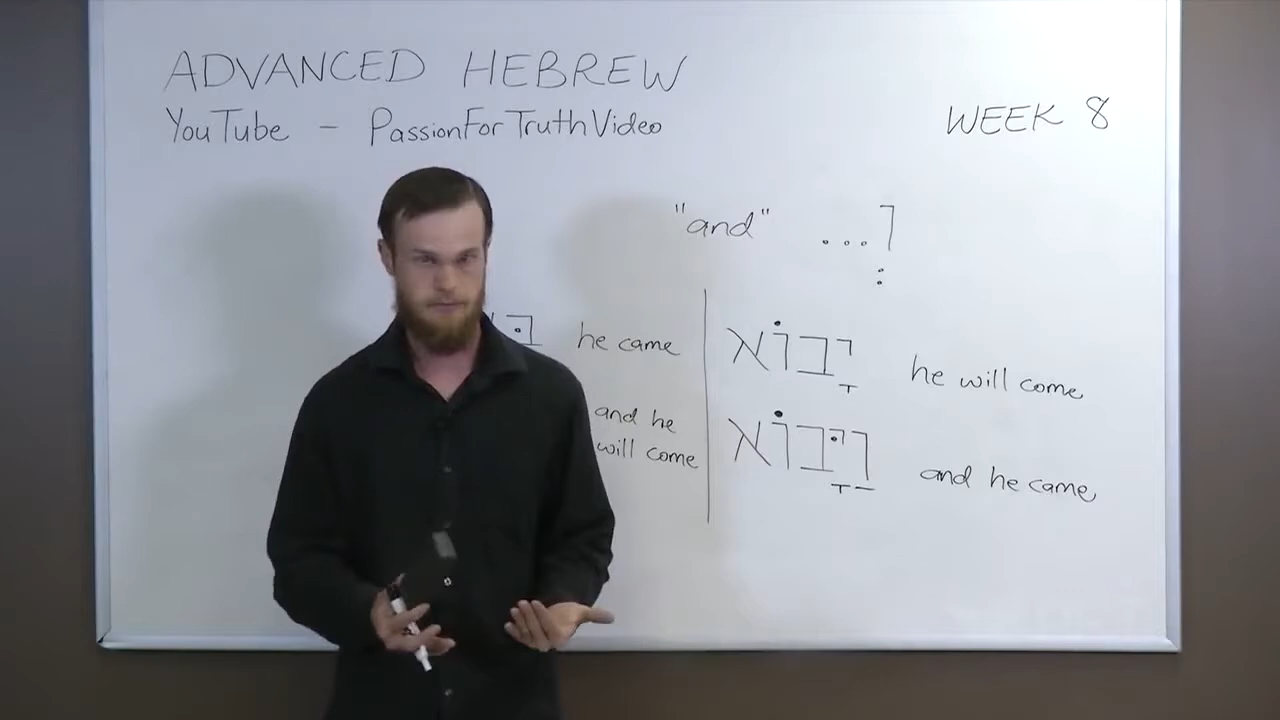 ADVANCED HEBREW
YouTube - PassionForTruthVideo
WEEK 8
"and" ...וְ
he came
and he
will come
יָבוֹא he will come
וַיָּבוֹא and he came